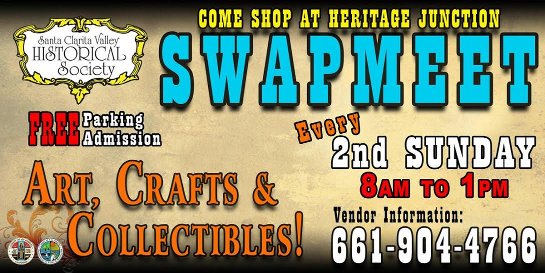 Santa Clarita Valley
HISTORICAL
Society
COME SHOP AT HERITAGE JUNCTION
SWAPMEET
FREE Parking
Admission
Every
2nd SUNDAY
8AM TO 1PM
ART, CRAFTS &
COLLECTIBLES!
Vendor Information:
661-904-4766